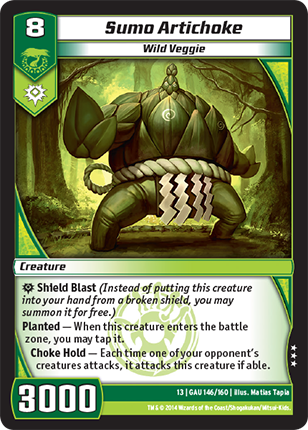 8
Sumo Artichoke
Wild Veggie
Creature
Shield Blast (Instead of putting this creature
into your hand from a broken shield, you may
summon it for free.)
Planted — When this creature enters the battle
zone, you may tap it.
Choke Hold — Each time one of your opponent's
creatures attacks, it attacks this creature if able.
3000
13 | GAU 146/160 | Illus. Matias Tapia
TM & © 2014 Wizards of the Coast/Shogakukan/Mitsui-Kids.